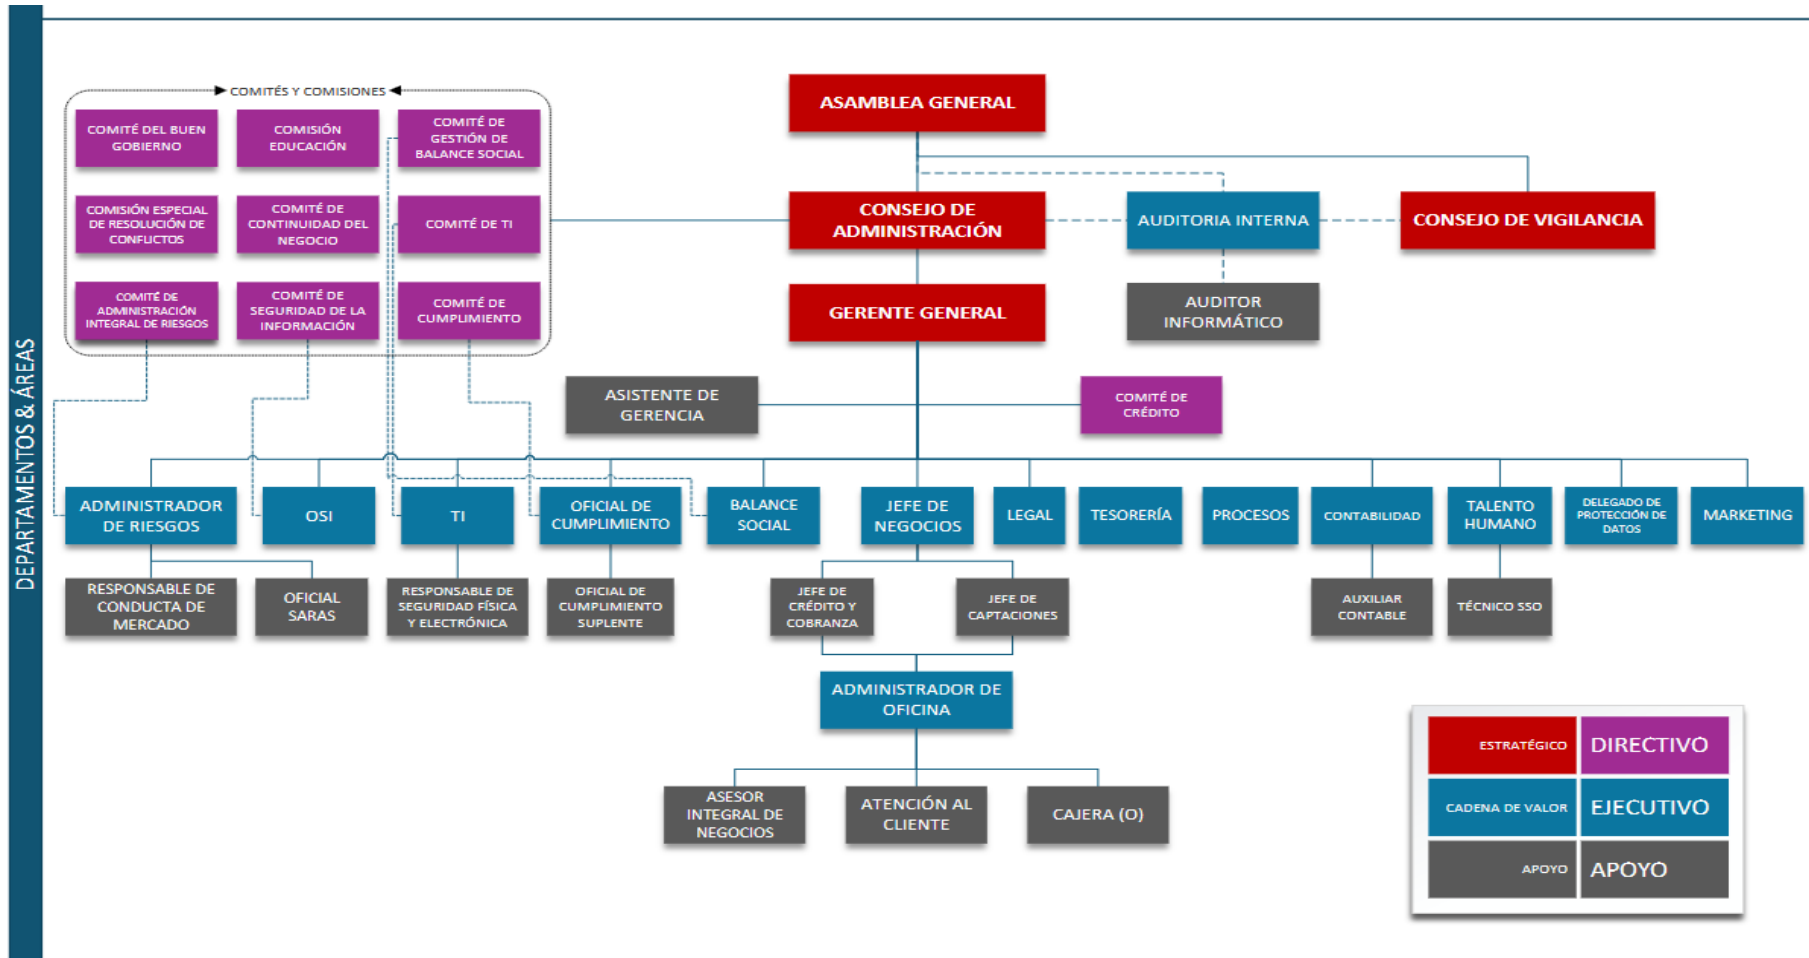 DEPARTAMENTOS & ÁREAS
COMITÉS Y COMISIONES
COMITÉ DEL BUEN
GOBIERNO
COMISIÓN
EDUCACIÓN
COMITÉ DE
GESTIÓN DE
BALANCE SOCIAL
COMISIÓN ESPECIAL
DE RESOLUCIÓN DE
CONFLICTOS
COMITÉ DE
CONTINUIDAD DEL
NEGOCIO
COMITÉ DE TI
COMITÉ DE
ADMINISTRACIÓN
INTEGRAL DE RIESGOS
COMITÉ DE
SEGURIDAD DE LA
INFORMACIÓN
COMITÉ DE
CUMPLIMIENTO
ASAMBLEA GENERAL
CONSEJO DE
ADMINISTRACIÓN
AUDITORIA INTERNA
CONSEJO DE VIGILANCIA
GERENTE GENERAL
AUDITOR
INFORMÁTICO
ASISTENTE DE
GERENCIA
COMITÉ DE
CRÉDITO
ADMINISTRADOR
DE RIESGOS
OSI
TI
OFICIAL DE
CUMPLIMIENTO
BALANCE
SOCIAL
JEFE DE
NEGOCIOS
LEGAL
TESORERÍA
PROCESOS
CONTABILIDAD
TALENTO
HUMANO
DELEGADO DE
PROTECCIÓN DE
DATOS
MARKETING
RESPONSABLE DE
CONDUCTA DE
MERCADO
OFICIAL
SARAS
RESPONSABLE DE
SEGURIDAD FÍSICA
Y ELECTRÓNICA
OFICIAL DE
CUMPLIMIENTO
SUPLENTE
JEFE DE
CRÉDITO Y
COBRANZA
JEFE DE
CAPTACIONES
AUXILIAR
CONTABLE
TÉCNICO SSO
ADMINISTRADOR DE
OFICINA
ASESOR
INTEGRAL DE
NEGOCIOS
ATENCIÓN AL
CLIENTE
CAJERA (O)
ESTRATÉGICO
DIRECTIVO
CADENA DE VALOR
EJECUTIVO
APOYO
APOYO